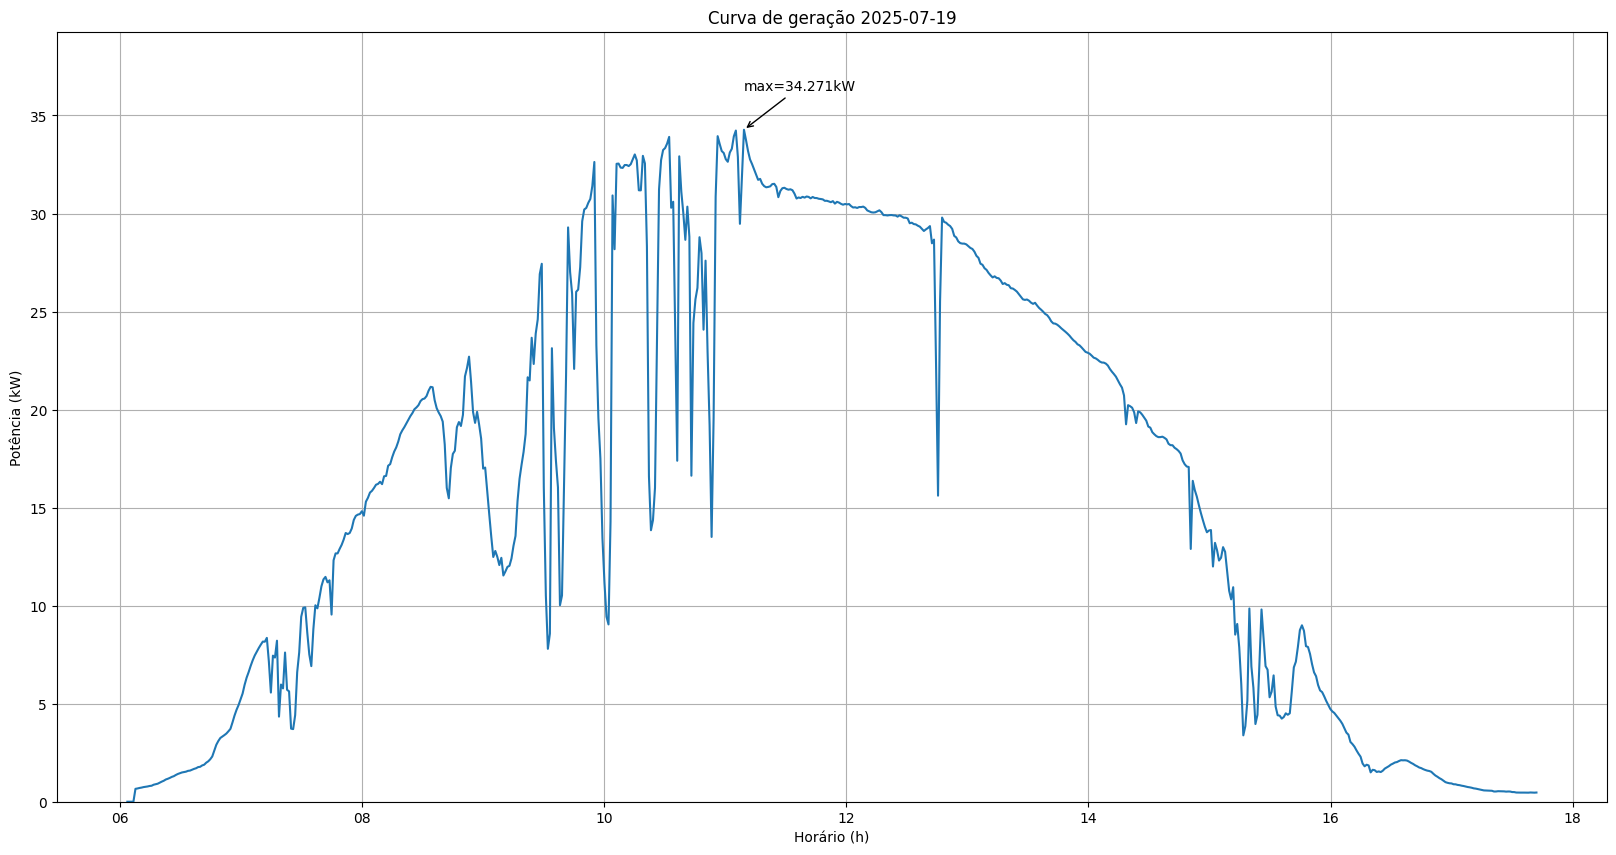 Curva de geração 2025-07-19
max=34.271kW
Potência (kW)
35
30
25
20
15
10
5
0
06 08 10 12 14 16 18
Horário (h)